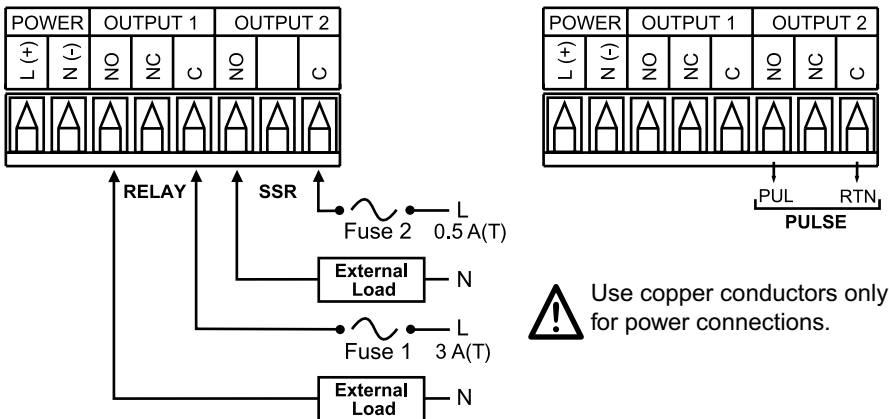 POWER OUTPUT 1 OUTPUT 2
L (+) N (-) NO NC C NO C
RELAY SSR
L
Fuse 2 0.5 A(T)
External
Load
N
L
Fuse 1 3 A(T)
External
Load
N
POWER OUTPUT 1 OUTPUT 2
L (+) N (-) NO NC C NO NC C
PUL RTN
PULSE
Use copper conductors only
for power connections.